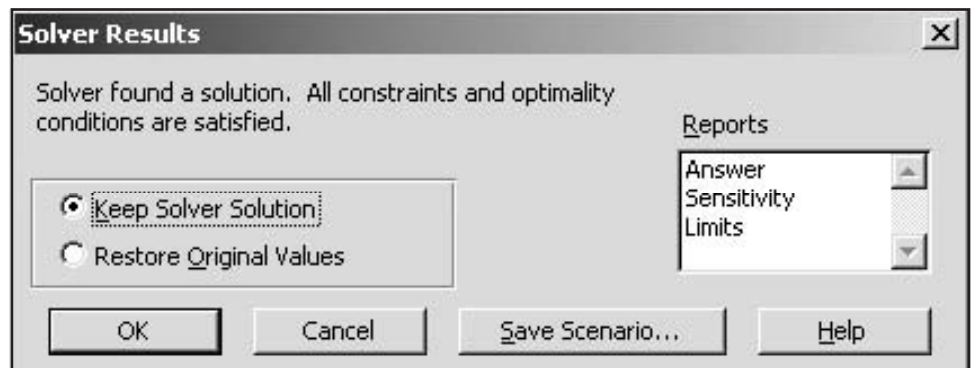 Solver Results
Solver found a solution.  All constraints and optimality
conditions are satisfied.
Reports
Answer
Sensitivity
Limits
Keep Solver Solution
Restore Original Values
OK
Cancel
Save Scenario...
Help